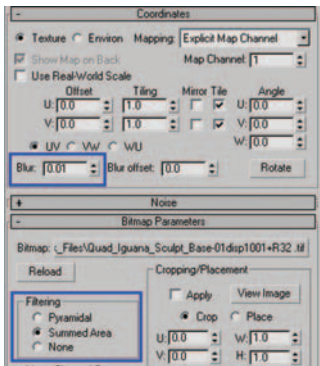 - Coordinates
Texture Environ Mapping: Explicit Map Channel
Show Map on Back Map Channel: 1
Use Real-World Scale
Offset Tiling Mirror Tile Angle
U: 0.0 1.0 U: 0.0
V: 0.0 1.0 V: 0.0
UV VW WU W: 0.0
Blur: 0.01 Blur offset: 0.0 Rotate
+ Noise
- Bitmap Parameters
Bitmap: :_Files\Quad_Iguana_Sculpt_Base-01disp1001+R32 .tif
Reload Cropping/Placement
Apply View Image
Filtering
Pyramidal Crop Place
Summed Area U: 0.0 W: 1.0
None V: 0.0 H: 1.0